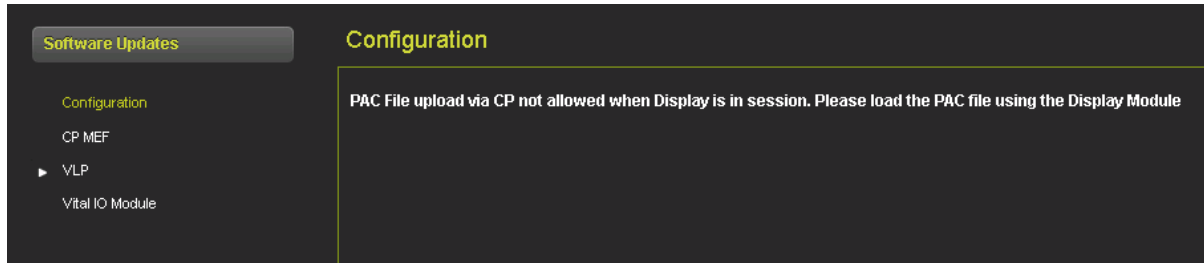 Software Updates
Configuration
CP MEF
VLP
Vital IO Module
Configuration
PAC File upload via CP not allowed when Display is in session. Please load the PAC file using the Display Module